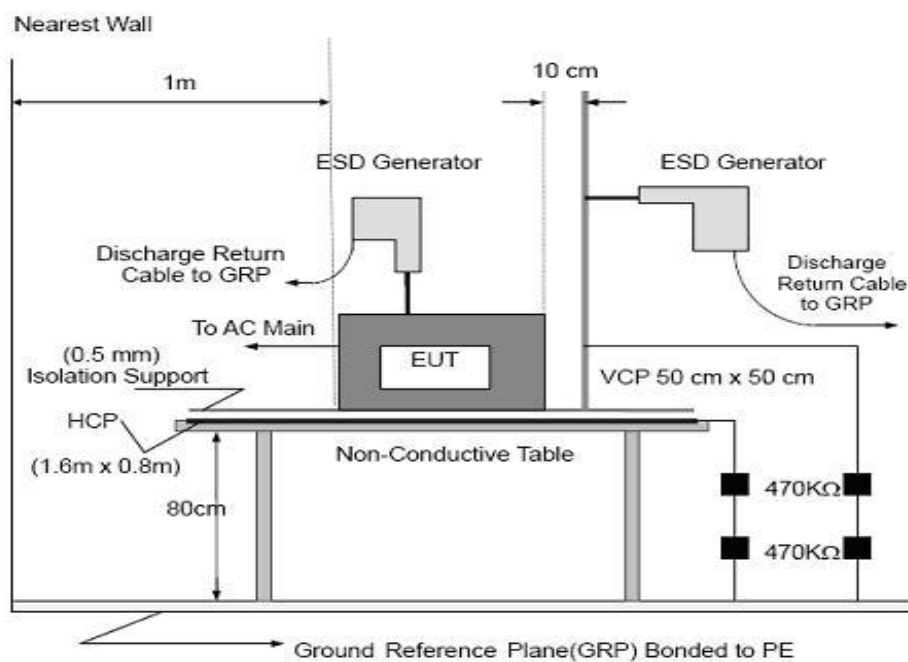 Nearest Wall
1m
10 cm
ESD Generator
ESD Generator
Discharge Return
Cable to GRP
Discharge
Return Cable
to GRP
To AC Main
(0.5 mm)
Isolation Support
EUT
VCP 50 cm x 50 cm
HCP
(1.6m x 0.8m)
Non-Conductive Table
80cm
470KΩ
470KΩ
Ground Reference Plane(GRP) Bonded to PE